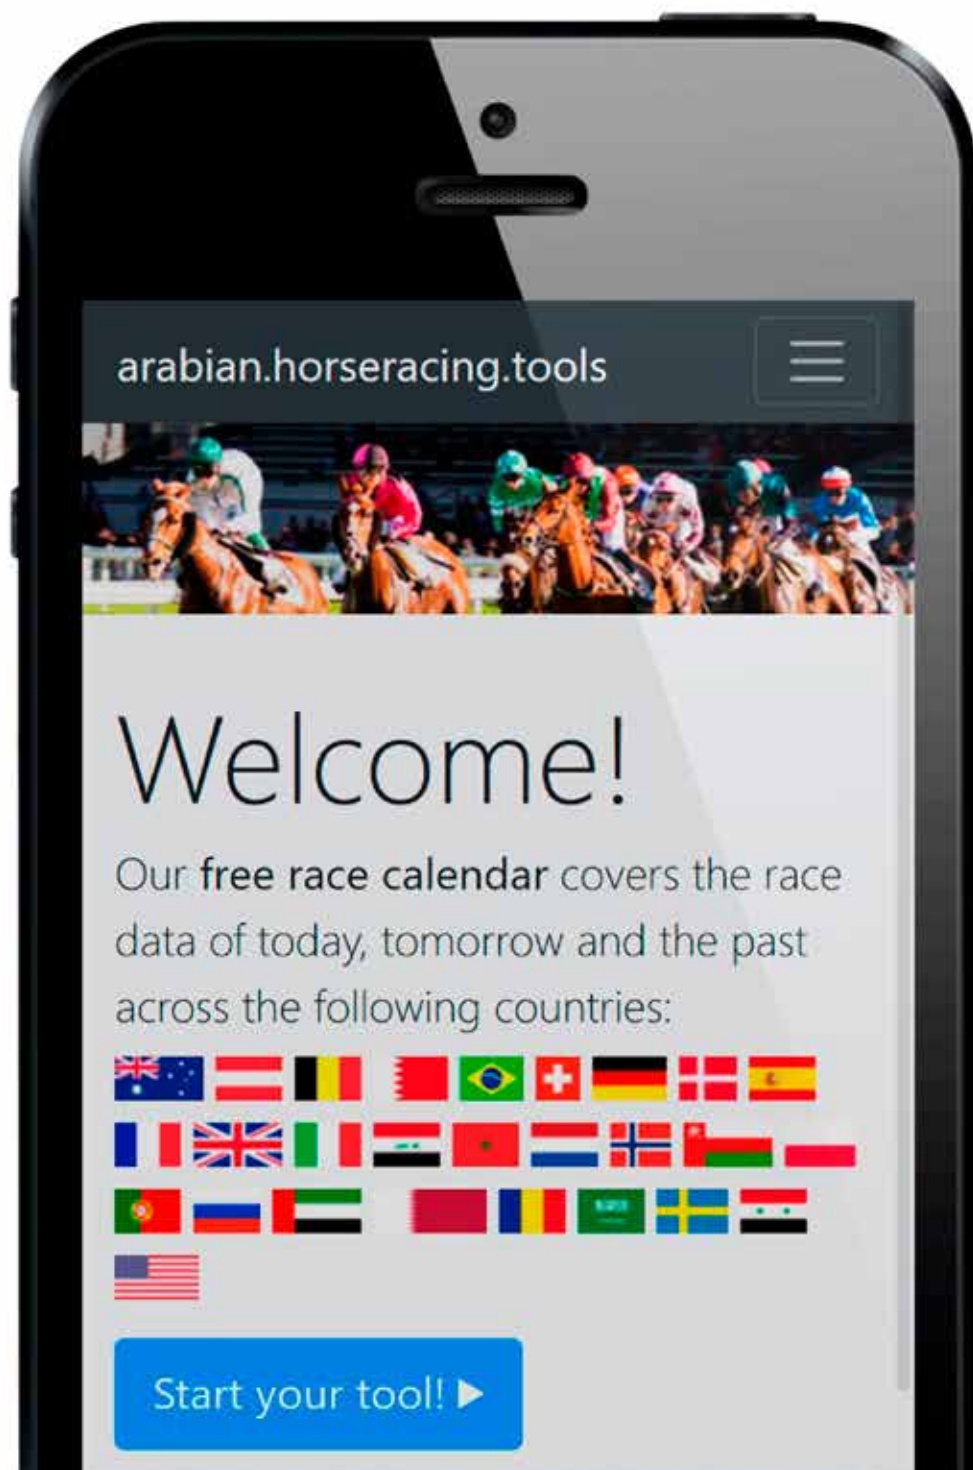 arabian.horseracing.tools
Welcome!
Our free race calendar covers the race
data of today, tomorrow and the past
across the following countries:
Start your tool! ▶